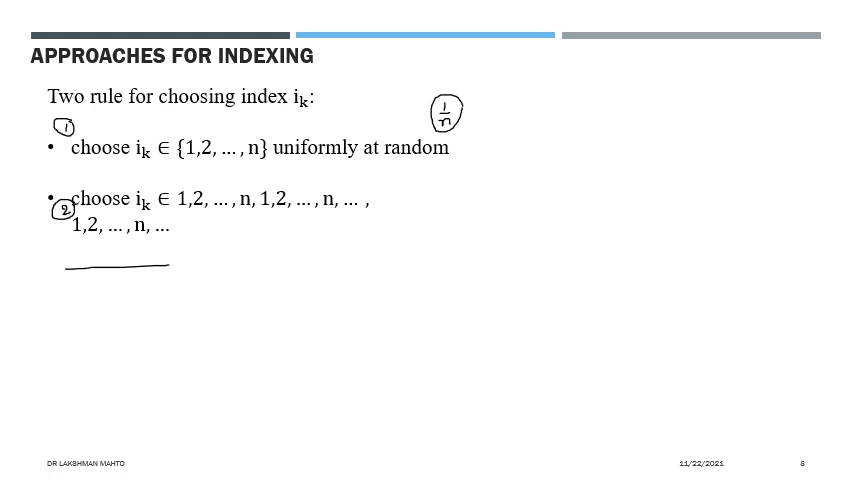 APPROACHES FOR INDEXING
Two rule for choosing index iₖ:
1/n
1
• choose iₖ ∈ {1,2, … , n} uniformly at random
• choose iₖ ∈ 1,2, … , n, 1,2, … , n, … ,
2
1,2, … , n, …
DR LAKSHMAN MAHTO
11/22/2021
8